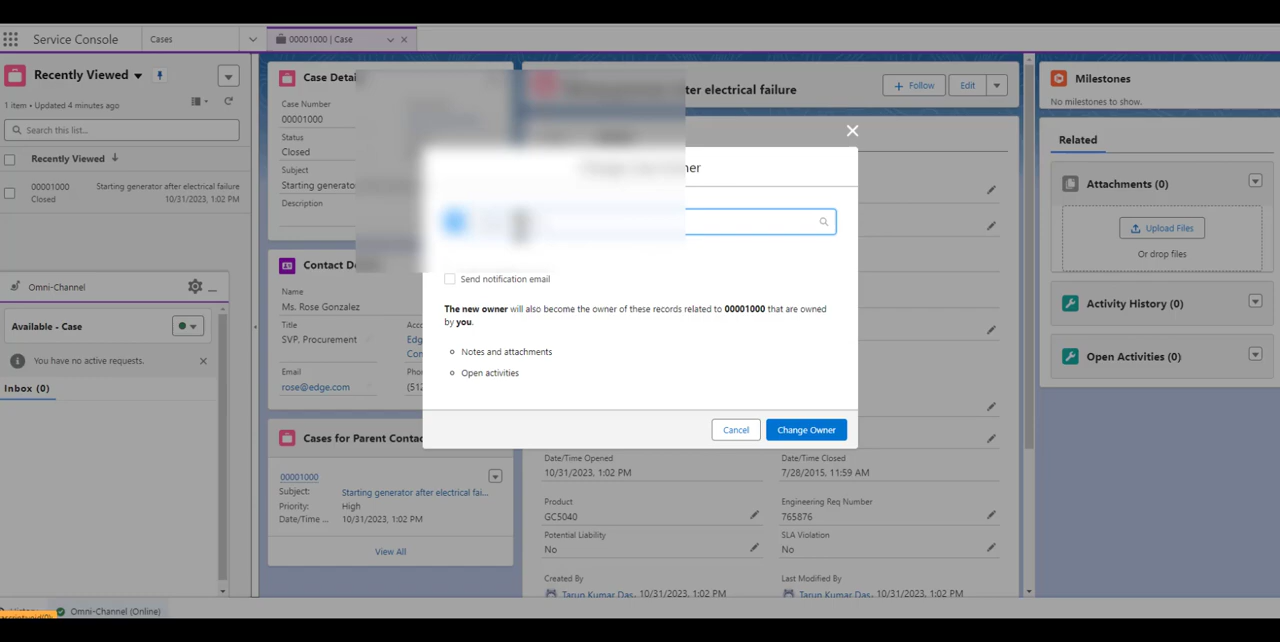 Service Console
Cases
00001000 | Case
Recently Viewed
1 item • Updated 4 minutes ago
Search this list...
Recently Viewed
00001000
Starting generator after electrical failure
Closed
10/31/2023, 1:02 PM
Omni-Channel
Available - Case
You have no active requests.
Inbox (0)
Omni-Channel (Online)
Case Number
00001000
Status
Closed
Subject
Description
Name
Ms. Rose Gonzalez
Title
SVP, Procurement
Email
rose@edge.com
(512
Cases for Parent
00001000
Subject:
Starting generator after electrical fai...
Priority:
High
Date/Time ...
10/31/2023, 1:02 PM
View All
after electrical failure
Follow
Edit
Send notification email
The new owner will also become the owner of these records related to 00001000 that are owned
by you.
Notes and attachments
Open activities
Cancel
Change Owner
Date/Time Opened
10/31/2023, 1:02 PM
Date/Time Closed
7/28/2015, 11:59 AM
Product
GC5040
Engineering Req Number
765876
Potential Liability
No
SLA Violation
No
Created By
Tarun Kumar Das, 10/31/2023, 1:02 PM
Last Modified By
Tarun Kumar Das, 10/31/2023, 1:02 PM
Milestones
No milestones to show.
Related
Attachments (0)
Upload Files
Or drop files
Activity History (0)
Open Activities (0)